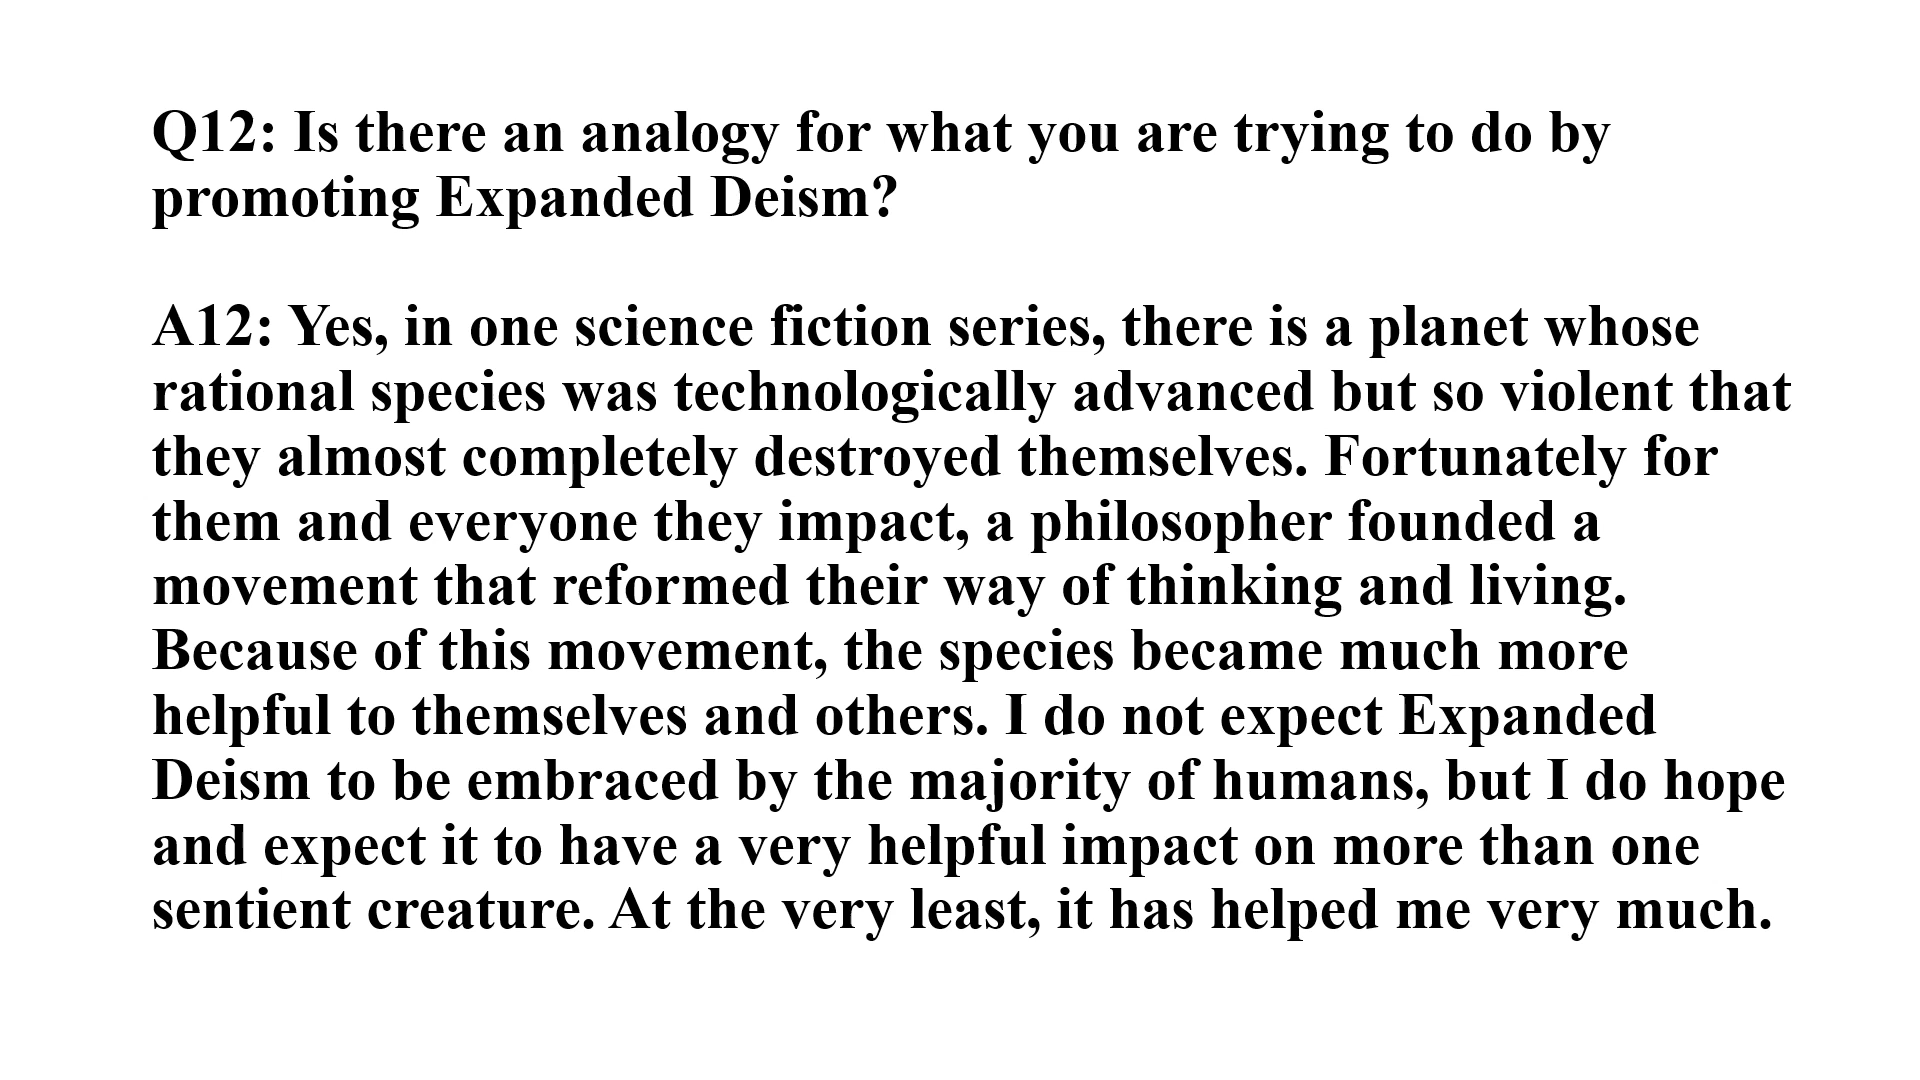 Q12: Is there an analogy for what you are trying to do by
promoting Expanded Deism?
A12: Yes, in one science fiction series, there is a planet whose
rational species was technologically advanced but so violent that
they almost completely destroyed themselves. Fortunately for
them and everyone they impact, a philosopher founded a
movement that reformed their way of thinking and living.
Because of this movement, the species became much more
helpful to themselves and others. I do not expect Expanded
Deism to be embraced by the majority of humans, but I do hope
and expect it to have a very helpful impact on more than one
sentient creature. At the very least, it has helped me very much.